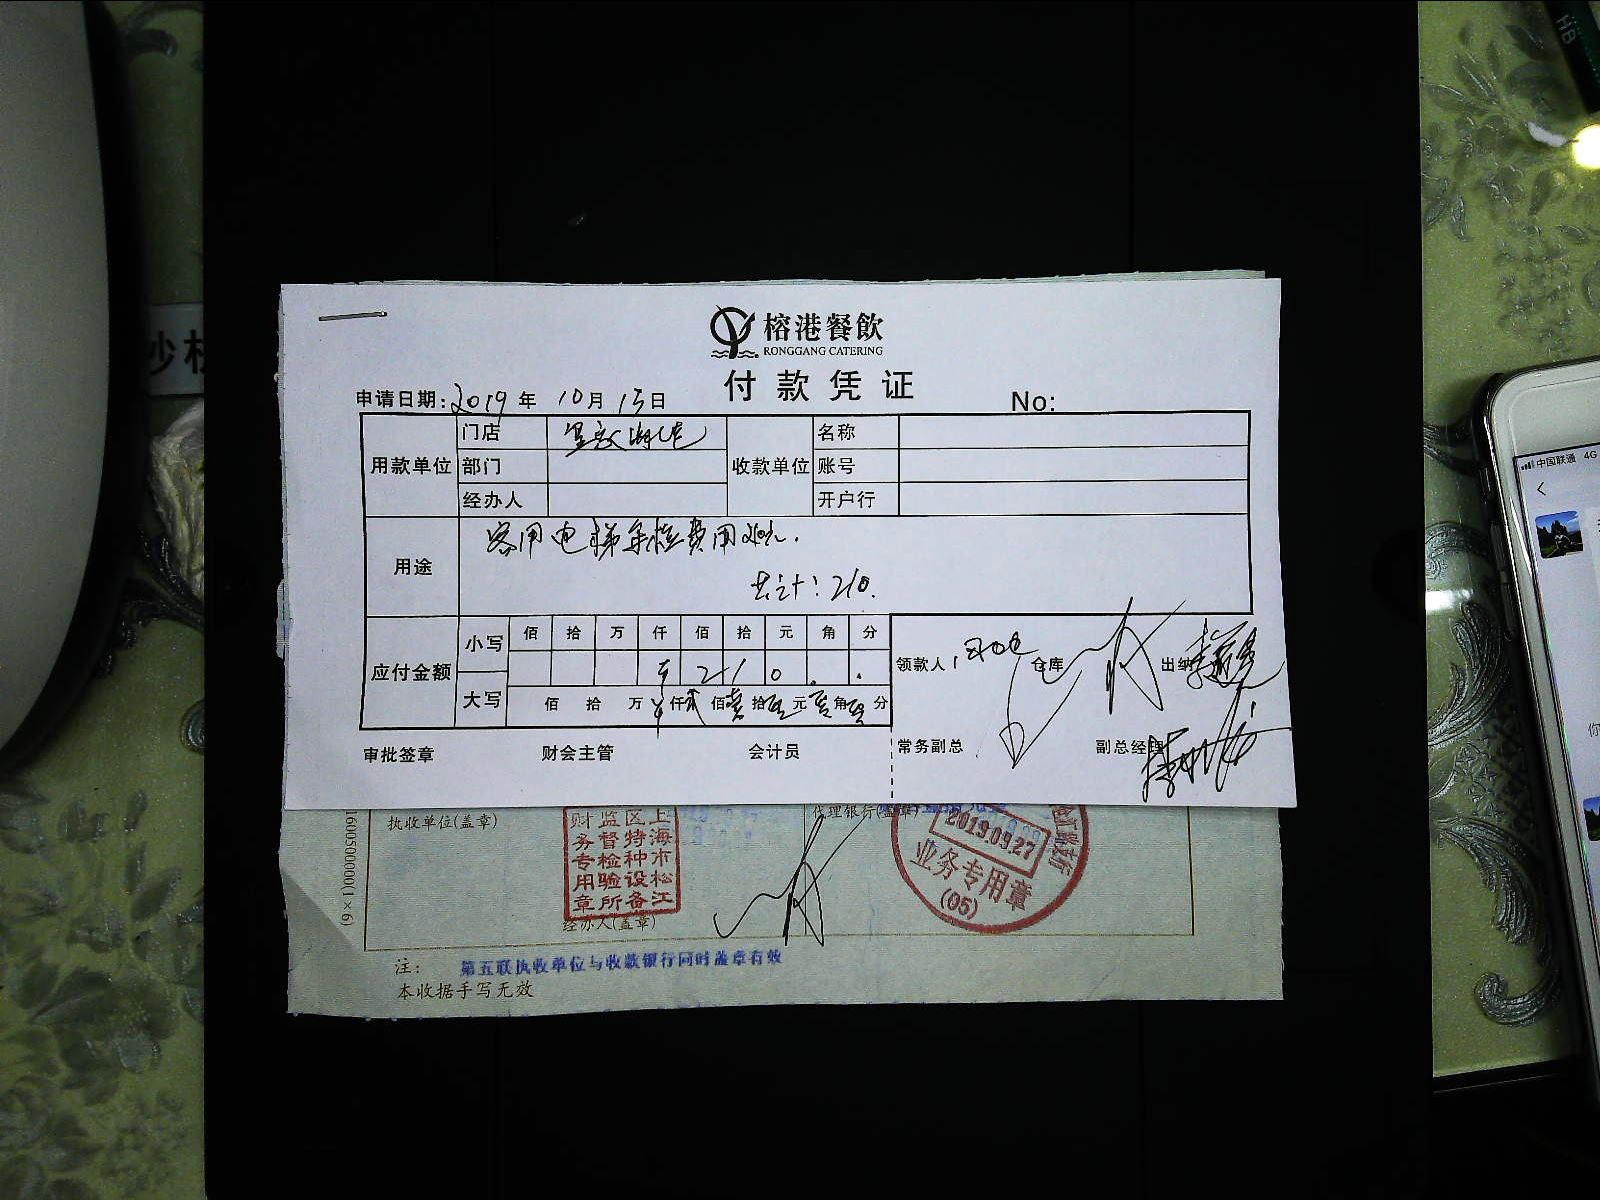 HB
榕港餐飲
RONGGANG CATERING
付款凭证
申请日期:2019年10月15日 No:
用款单位 门店 收款单位 名称
部门 账号
经办人 开户行
用途 客用电梯年检费用
共计:210.
应付金额 小写 佰 拾 万 仟 佰 拾 元 角 分
¥ 2 1 0 . .
大写 佰 拾 万 ¥ 仟 贰 佰 壹 拾 元 角 分
领款人: 仓库 出纳
审批签章 财会主管 会计员 常务副总 副总经理
执收单位(盖章) 代理银行(盖章)
上海市松江
区特种设备
监督检验所
财务专用章
2019.09.27
业务专用章
(05)
经办人(盖章)
注: 第五联执收单位与收款银行同时盖章有效
本收据手写无效
中国联通 4G